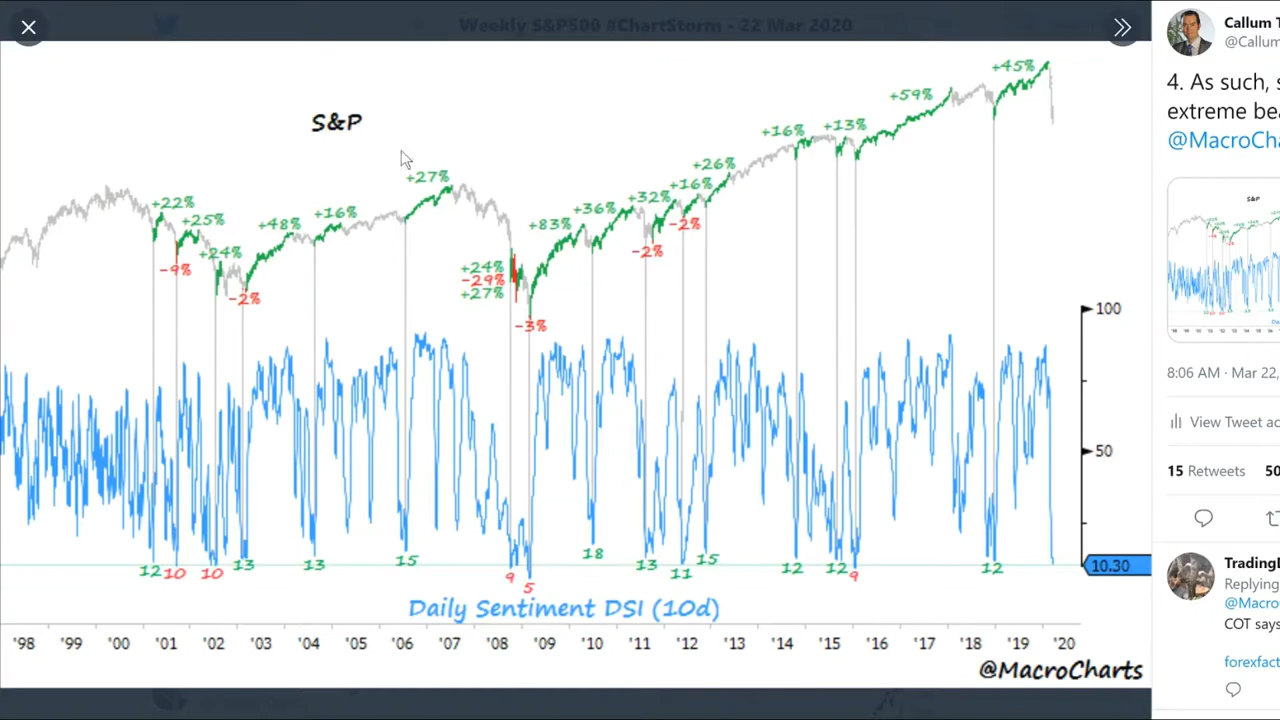 Weekly S&P500 #ChartStorm - 22 Mar 2020
S&P
+22%
+25%
-9%
+24%
-2%
+48%
+16%
+27%
+24%
-29%
+27%
-3%
+83%
+36%
+32%
-2%
+16%
-2%
+26%
+16%
+13%
+59%
+45%
100
50
10.30
12
10
10
13
13
15
9
5
18
13
11
15
12
12
9
12
Daily Sentiment DSI (10d)
'98 '99 '00 '01 '02 '03 '04 '05 '06 '07 '08 '09 '10 '11 '12 '13 '14 '15 '16 '17 '18 '19 '20
@MacroCharts
Callum T
@Callum
4. As such, s
extreme bea
@MacroCha
S&P
8:06 AM · Mar 22,
View Tweet ac
15 Retweets 50
TradingL
Replying
@Macro
COT says
forexfact